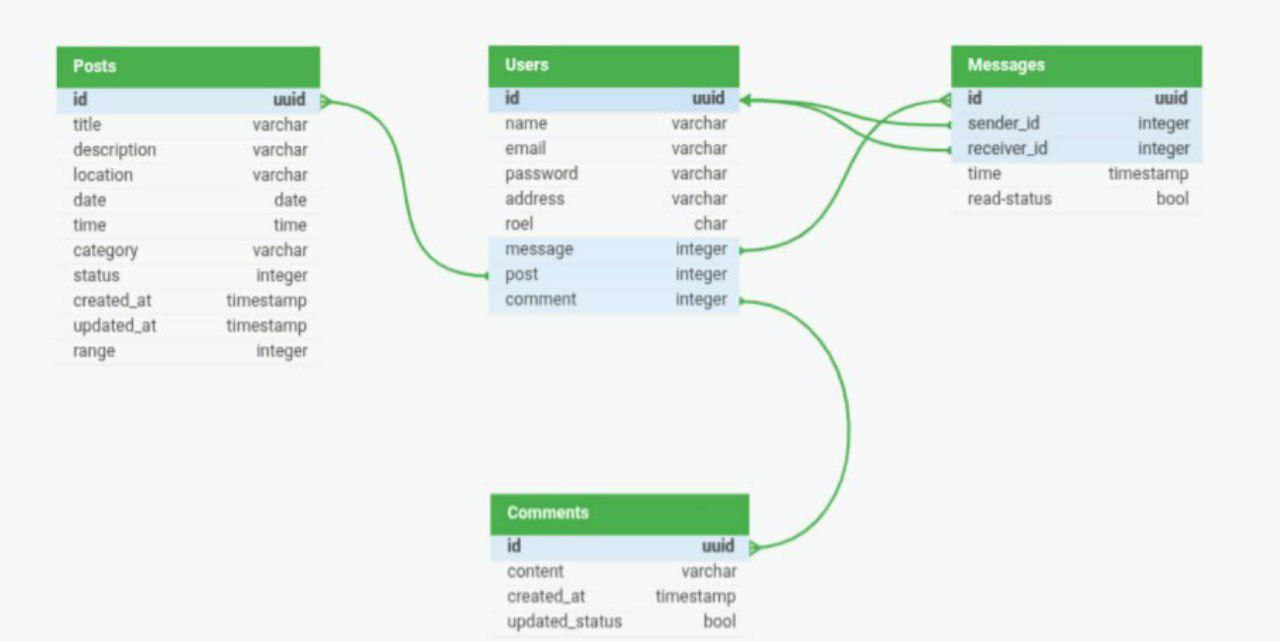 Posts
id uuid
title varchar
description varchar
location varchar
date date
time time
category varchar
status integer
created_at timestamp
updated_at timestamp
range integer
Users
id uuid
name varchar
email varchar
password varchar
address varchar
roel char
message integer
post integer
comment integer
Messages
id uuid
sender_id integer
receiver_id integer
time timestamp
read-status bool
Comments
id uuid
content varchar
created_at timestamp
updated_status bool